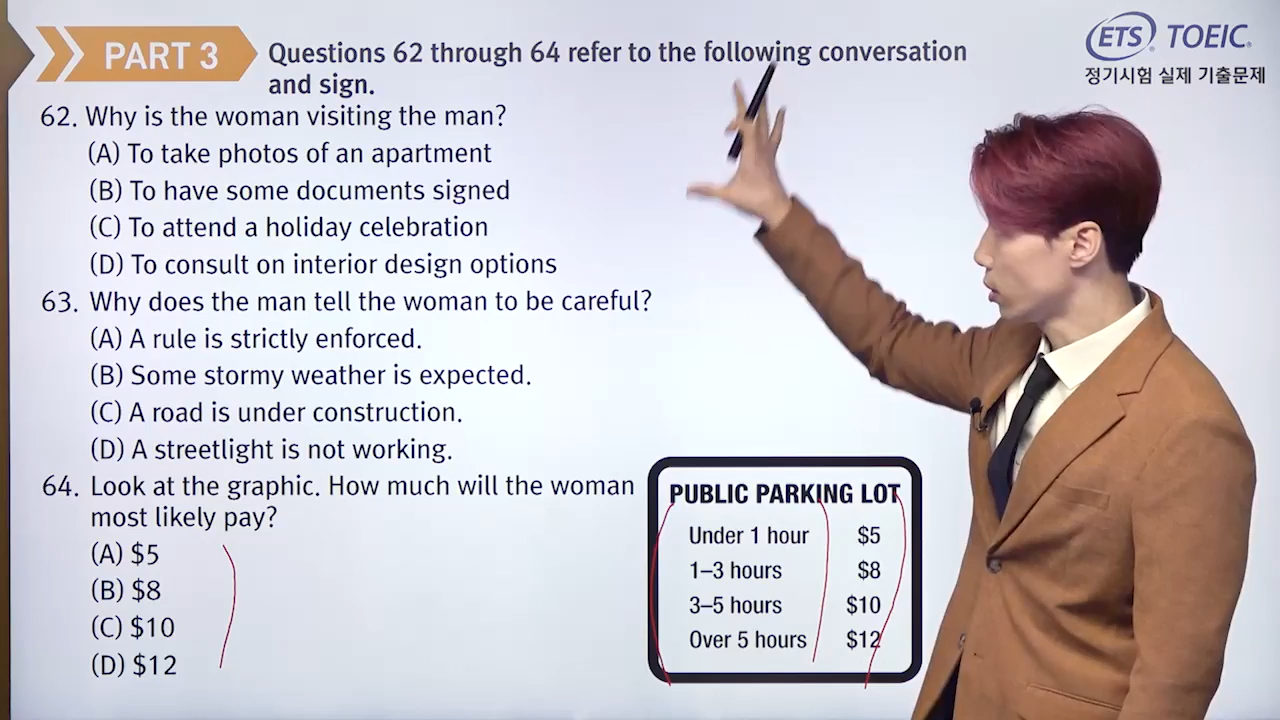 PART 3
Questions 62 through 64 refer to the following conversation
and sign.
ETS TOEIC
정기시험 실제 기출문제
62. Why is the woman visiting the man?
(A) To take photos of an apartment
(B) To have some documents signed
(C) To attend a holiday celebration
(D) To consult on interior design options
63. Why does the man tell the woman to be careful?
(A) A rule is strictly enforced.
(B) Some stormy weather is expected.
(C) A road is under construction.
(D) A streetlight is not working.
64. Look at the graphic. How much will the woman
most likely pay?
(A) $5
(B) $8
(C) $10
(D) $12
PUBLIC PARKING LOT
Under 1 hour $5
1–3 hours $8
3–5 hours $10
Over 5 hours $12